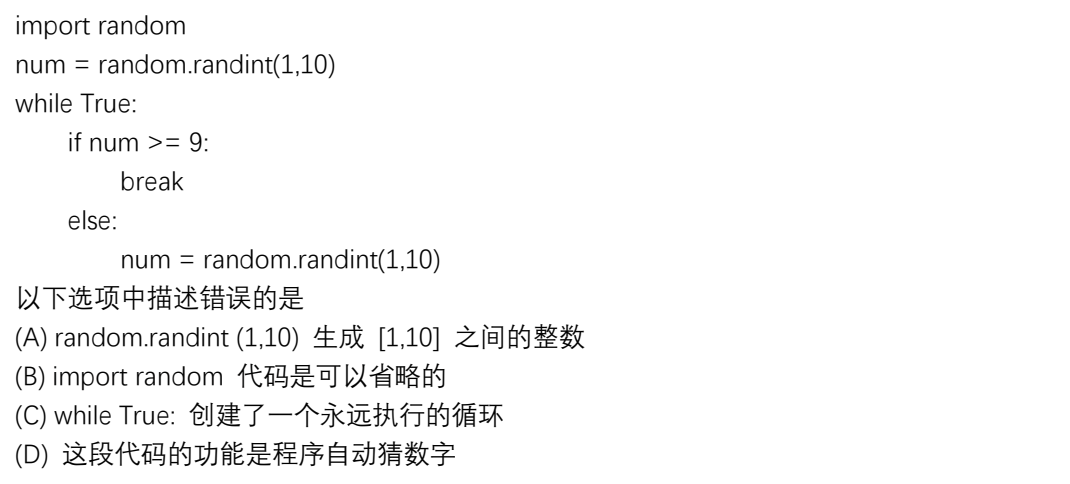 import random
num = random.randint(1,10)
while True:
    if num >= 9:
        break
    else:
        num = random.randint(1,10)
以下选项中描述错误的是
(A) random.randint (1,10) 生成 [1,10] 之间的整数
(B) import random 代码是可以省略的
(C) while True: 创建了一个永远执行的循环
(D) 这段代码的功能是程序自动猜数字